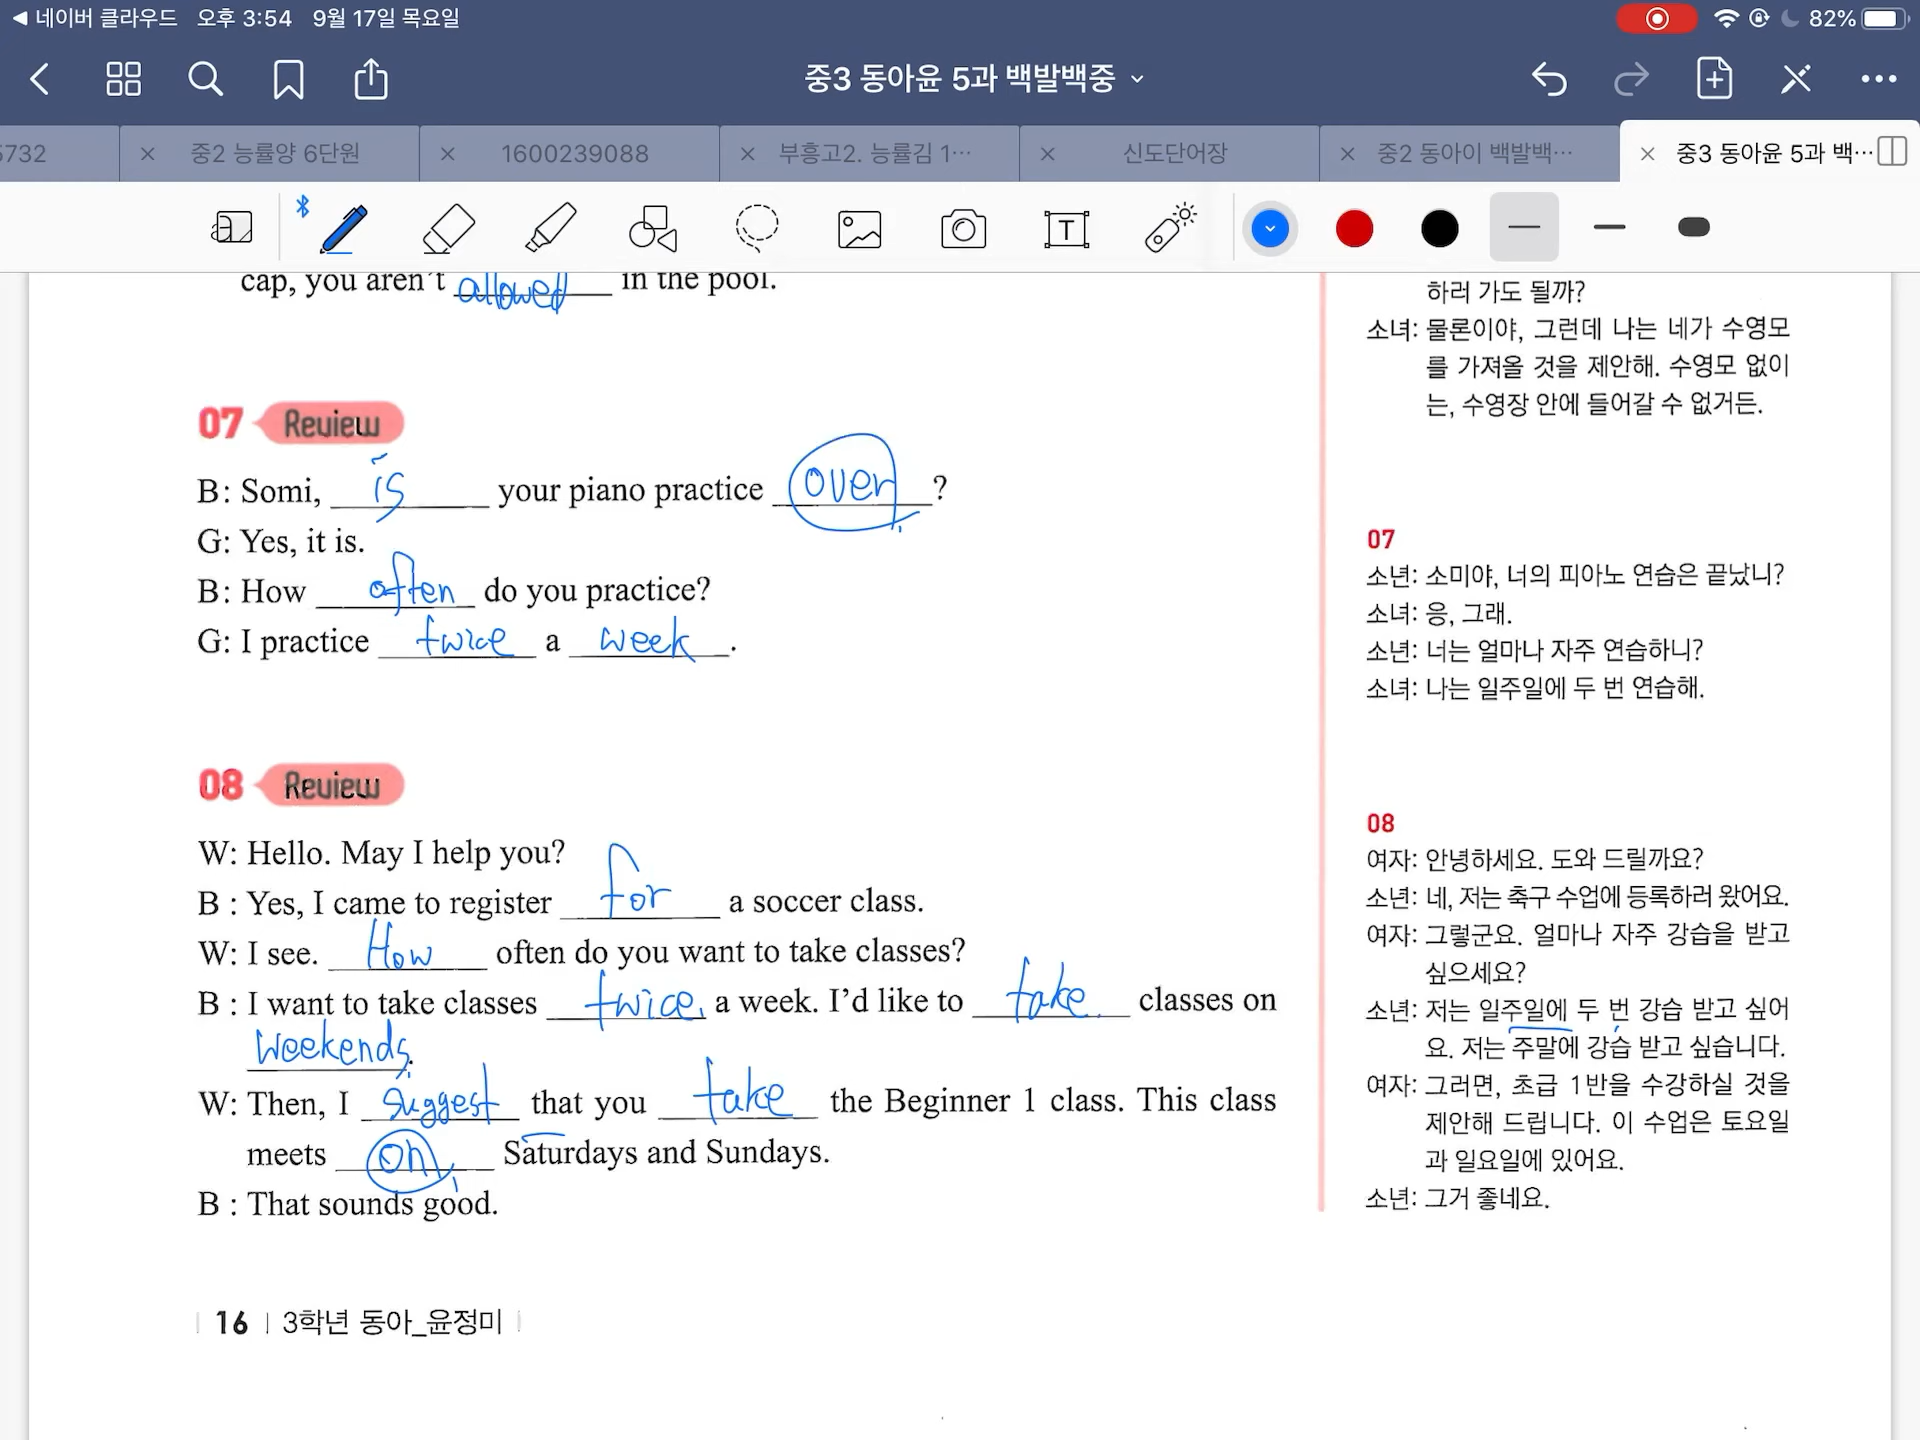 ◀ 네이버 클라우드 오후 3:54 9월 17일 목요일 82%
중3 동아윤 5과 백발백중
5732 × 중2 능률양 6단원 × 1600239088 × 부흥고2. 능률김 1… × 신도단어장 × 중2 동아이 백발백… × 중3 동아윤 5과 백…
cap, you aren't allowed in the pool.
07 Review
B: Somi, is your piano practice over?
G: Yes, it is.
B: How often do you practice?
G: I practice twice a week.
08 Review
W: Hello. May I help you?
B : Yes, I came to register for a soccer class.
W: I see. How often do you want to take classes?
B : I want to take classes twice a week. I'd like to take classes on
weekends.
W: Then, I suggest that you take the Beginner 1 class. This class
meets on Saturdays and Sundays.
B : That sounds good.
16 | 3학년 동아_윤정미
하러 가도 될까?
소녀: 물론이야, 그런데 나는 네가 수영모
를 가져올 것을 제안해. 수영모 없이
는, 수영장 안에 들어갈 수 없거든.
07
소년: 소미야, 너의 피아노 연습은 끝났니?
소녀: 응, 그래.
소년: 너는 얼마나 자주 연습하니?
소녀: 나는 일주일에 두 번 연습해.
08
여자: 안녕하세요. 도와 드릴까요?
소년: 네, 저는 축구 수업에 등록하러 왔어요.
여자: 그렇군요. 얼마나 자주 강습을 받고
싶으세요?
소년: 저는 일주일에 두 번 강습 받고 싶어
요. 저는 주말에 강습 받고 싶습니다.
여자: 그러면, 초급 1반을 수강하실 것을
제안해 드립니다. 이 수업은 토요일
과 일요일에 있어요.
소년: 그거 좋네요.